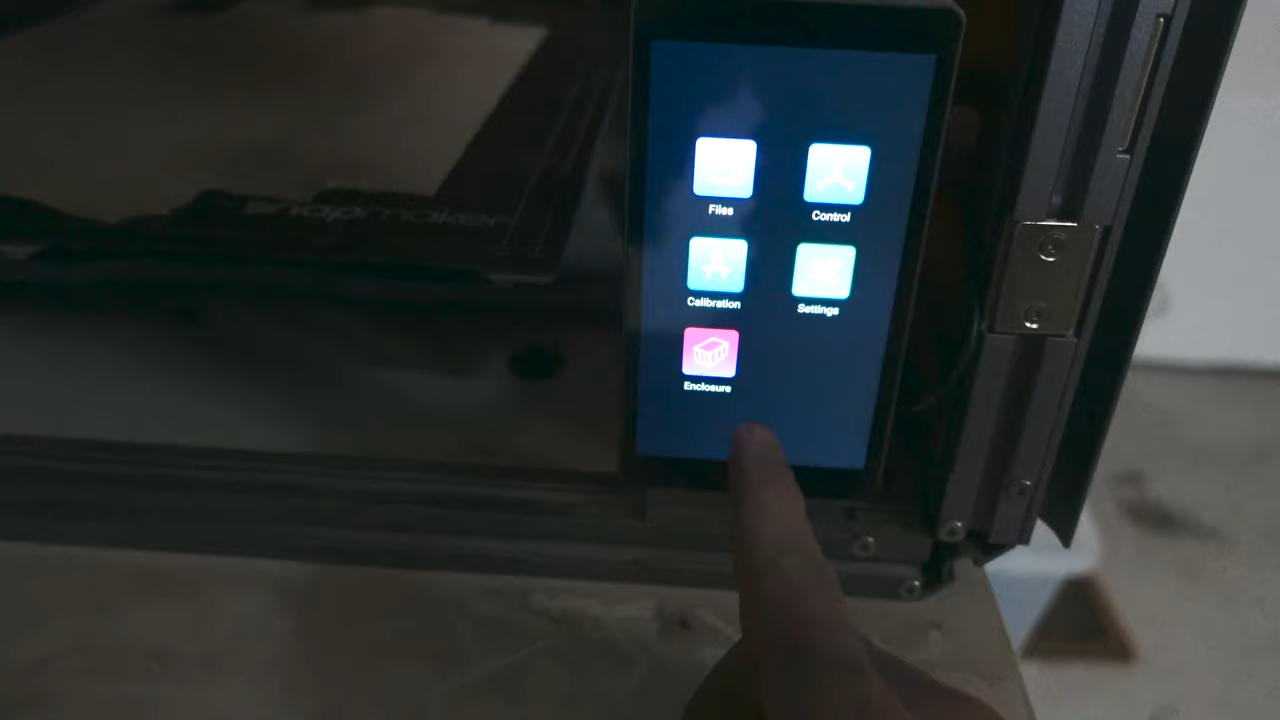 snapmaker
Files
Control
Calibration
Settings
Enclosure